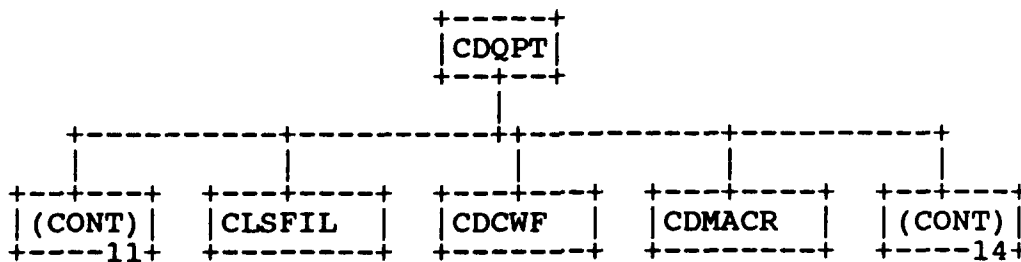 CDQPT
(CONT) CLSFIL CDCWF CDMACR (CONT)
11 14